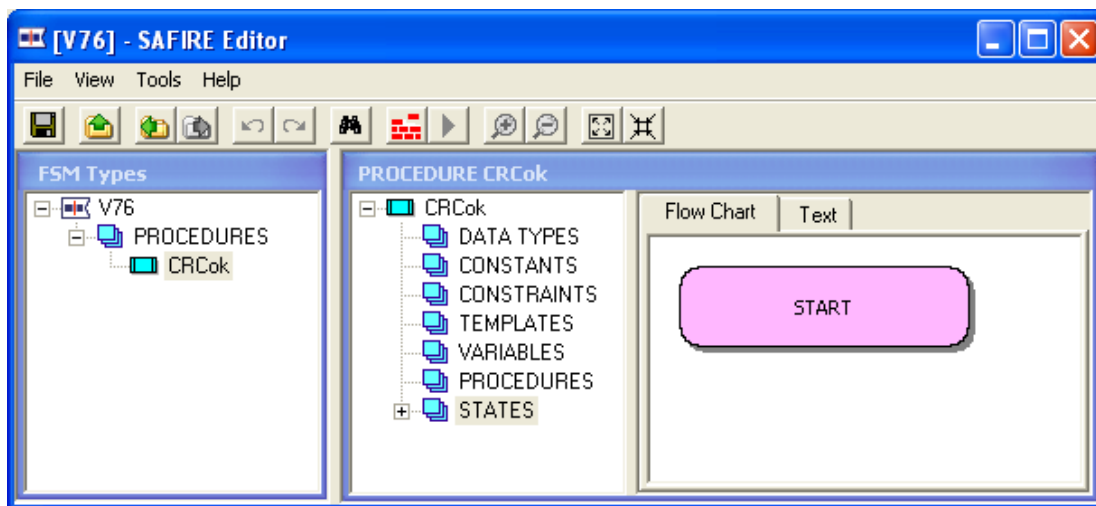 [V76] - SAFIRE Editor
File View Tools Help
FSM Types
V76
PROCEDURES
CRCok
PROCEDURE CRCok
CRCok
DATA TYPES
CONSTANTS
CONSTRAINTS
TEMPLATES
VARIABLES
PROCEDURES
STATES
Flow Chart Text
START